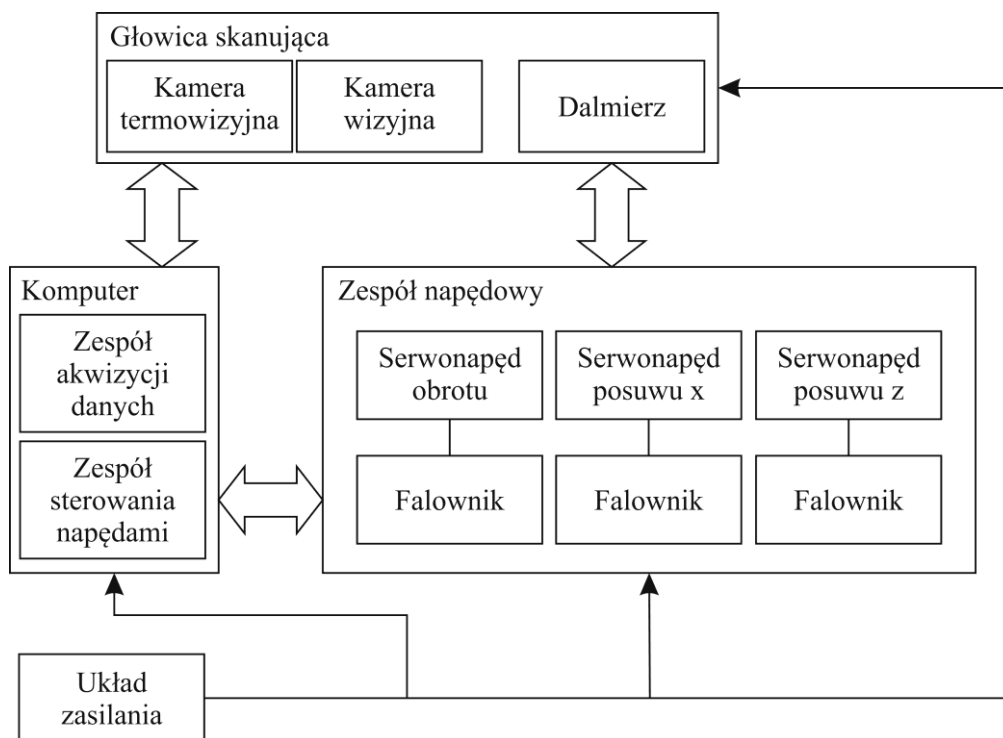 Głowica skanująca
Kamera
termowizyjna
Kamera
wizyjna
Dalmierz
Komputer
Zespół
akwizycji
danych
Zespół
sterowania
napędami
Zespół napędowy
Serwonapęd
obrotu
Serwonapęd
posuwu x
Serwonapęd
posuwu z
Falownik
Falownik
Falownik
Układ
zasilania